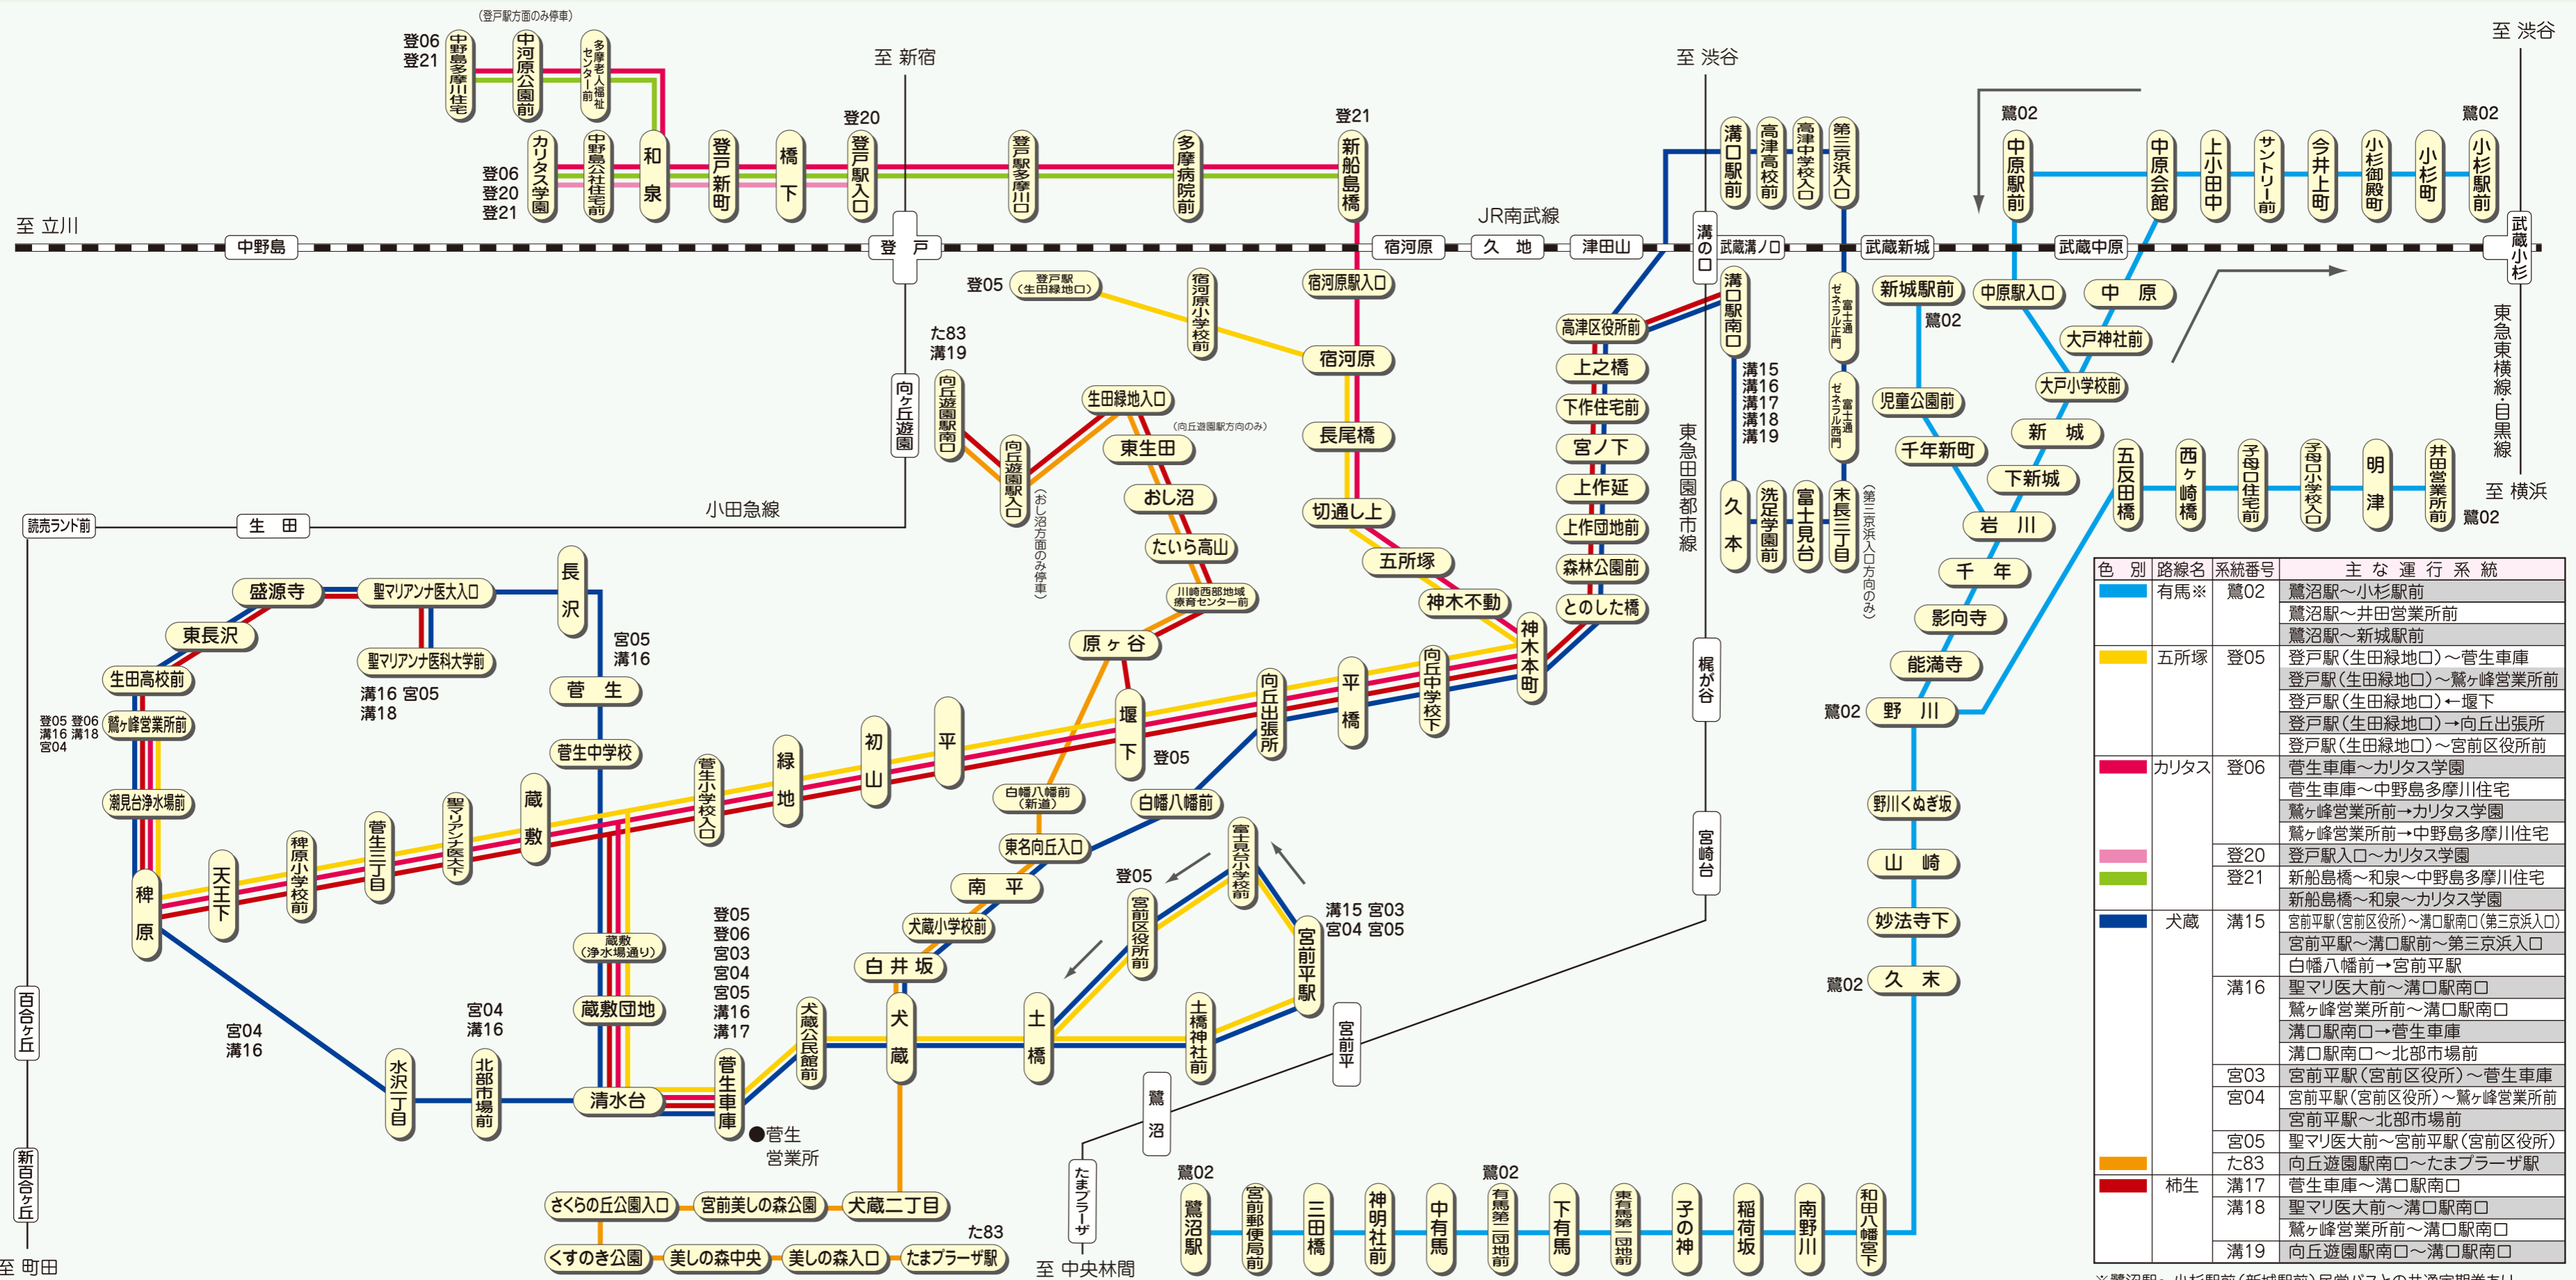 (登戸駅方面のみ停車)
登06
登21
中野島多摩川住宅
中河原公園前
多摩老人福祉センター前
至 新宿
至 渋谷
至 渋谷
登06
登20
登21
カリタス学園
中野島公社住宅前
和泉
登戸新町
橋下
登20
登戸駅入口
登戸駅多摩川口
多摩病院前
登21
新船島橋
溝口駅前
高津高校前
高津中学校入口
第三京浜入口
鷺02
中原駅前
中原会館
上小田中
サントリー前
今井上町
小杉御殿町
小杉町
鷺02
小杉駅前
至 立川
JR南武線
中野島
登戸
宿河原
久地
津田山
溝の口
武蔵溝ノ口
武蔵新城
武蔵中原
武蔵小杉
登05
登戸駅
(生田緑地口)
宿河原小学校前
宿河原駅入口
宿河原
長尾橋
切通し上
五所塚
神木不動
神木本町
た83
溝19
向丘遊園駅南口
向丘遊園駅入口
(おし沼方面のみ停車)
生田緑地入口
(向丘遊園駅方向のみ)
東生田
おし沼
たいら高山
川崎西部地域
療育センター前
原ヶ谷
向ヶ丘遊園
小田急線
生田
読売ランド前
百合ヶ丘
新百合ヶ丘
至 町田
高津区役所前
上之橋
下作住宅前
宮ノ下
上作延
上作団地前
森林公園前
とのした橋
溝口駅南口
溝15
溝16
溝17
溝18
溝19
久本
洗足学園前
富士見台
末長三丁目
(第三京浜入口方向のみ)
富士通ゼネラル正門
富士通ゼネラル西門
東急田園都市線
梶が谷
宮崎台
宮前平
鷺沼
たまプラーザ
至 中央林間
新城駅前
鷺02
児童公園前
千年新町
中原駅入口
中原
大戸神社前
大戸小学校前
新城
下新城
岩川
千年
影向寺
能満寺
鷺02
野川
野川くぬぎ坂
山崎
妙法寺下
鷺02
久末
五反田橋
西ヶ崎橋
子母口住宅前
子母口小学校入口
明津
井田営業所前
鷺02
東急東横線・目黒線
至 横浜
盛源寺
聖マリアンナ医大入口
長沢
東長沢
聖マリアンナ医科大学前
溝16 宮05
溝18
生田高校前
登05 登06
溝16 溝18
宮04
鷲ヶ峰営業所前
潮見台浄水場前
稗原
宮05
溝16
菅生
菅生中学校
天王下
稗原小学校前
菅生三丁目
聖マリアンナ医大下
蔵敷
菅生小学校入口
緑地
初山
平
堰下
登05
向丘出張所
平橋
向丘中学校下
蔵敷
(浄水場通り)
蔵敷団地
清水台
宮04
溝16
水沢一丁目
宮04
溝16
北部市場前
登05
登06
宮03
宮04
宮05
溝16
溝17
菅生車庫
●菅生
営業所
犬蔵公民館前
犬蔵
土橋
土橋神社前
宮前平駅
溝15 宮03
宮04 宮05
富士見台小学校前
登05
宮前区役所前
白幡八幡前
(新道)
白幡八幡前
東名向丘入口
南平
犬蔵小学校前
白井坂
さくらの丘公園入口
宮前美しの森公園
犬蔵二丁目
くすのき公園
美しの森中央
美しの森入口
た83
たまプラーザ駅
鷺02
鷺沼駅
宮前郵便局前
三田橋
神明社前
中有馬
鷺02
有馬第二団地前
下有馬
東有馬第一団地前
子の神
稲荷坂
南野川
和田八幡宮下
色別 路線名 系統番号 主な運行系統
有馬※ 鷺02 鷺沼駅〜小杉駅前
鷺沼駅〜井田営業所前
鷺沼駅〜新城駅前
五所塚 登05 登戸駅(生田緑地口)〜菅生車庫
登戸駅(生田緑地口)〜鷲ヶ峰営業所前
登戸駅(生田緑地口)←堰下
登戸駅(生田緑地口)→向丘出張所
登戸駅(生田緑地口)〜宮前区役所前
カリタス 登06 菅生車庫〜カリタス学園
菅生車庫〜中野島多摩川住宅
鷲ヶ峰営業所前→カリタス学園
鷲ヶ峰営業所前→中野島多摩川住宅
登20 登戸駅入口〜カリタス学園
登21 新船島橋〜和泉〜中野島多摩川住宅
新船島橋〜和泉〜カリタス学園
犬蔵 溝15 宮前平駅(宮前区役所)〜溝口駅南口(第三京浜入口)
宮前平駅〜溝口駅前〜第三京浜入口
白幡八幡前→宮前平駅
溝16 聖マリ医大前〜溝口駅南口
鷲ヶ峰営業所前〜溝口駅南口
溝口駅南口→菅生車庫
溝口駅南口〜北部市場前
宮03 宮前平駅(宮前区役所)〜菅生車庫
宮04 宮前平駅(宮前区役所)〜鷲ヶ峰営業所前
宮前平駅〜北部市場前
宮05 聖マリ医大前〜宮前平駅(宮前区役所)
た83 向丘遊園駅南口〜たまプラーザ駅
柿生 溝17 菅生車庫〜溝口駅南口
溝18 聖マリ医大前〜溝口駅南口
鷲ヶ峰営業所前〜溝口駅南口
溝19 向丘遊園駅南口〜溝口駅南口